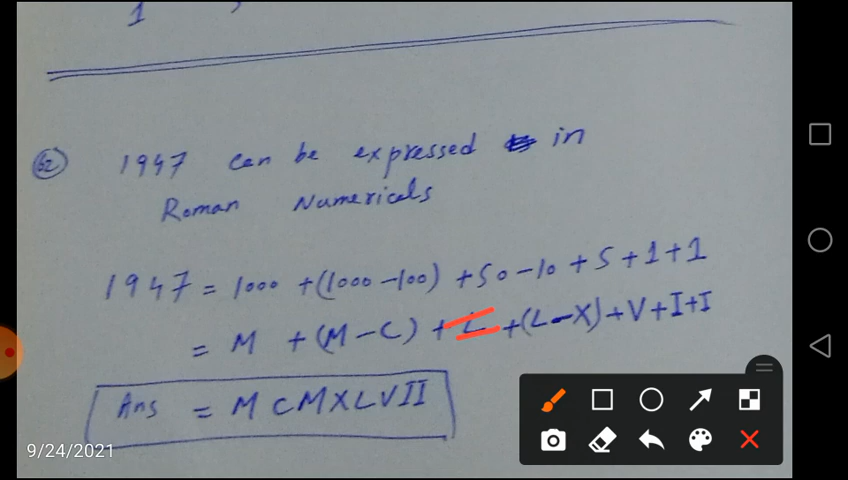 1
62 1947 can be expressed in
Roman Numericals
1947 = 1000 + (1000-100) + 50-10 + 5 + 1 + 1
= M + (M-C) + L + (L-X) + V + I + I
Ans = MCMXLVII
9/24/2021